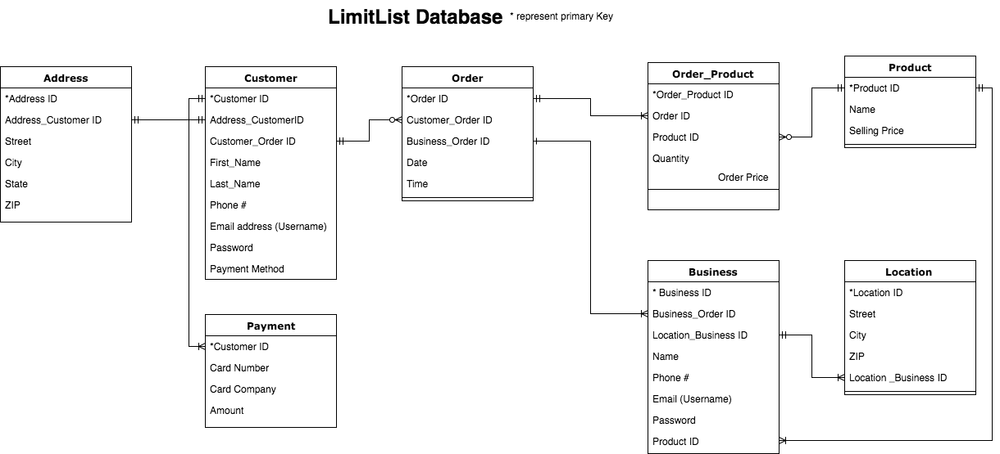 LimitList Database * represent primary Key
Address
*Address ID
Address_Customer ID
Street
City
State
ZIP
Customer
*Customer ID
Address_CustomerID
Customer_Order ID
First_Name
Last_Name
Phone #
Email address (Username)
Password
Payment Method
Order
*Order ID
Customer_Order ID
Business_Order ID
Date
Time
Order_Product
*Order_Product ID
Order ID
Product ID
Quantity
Order Price
Product
*Product ID
Name
Selling Price
Payment
*Customer ID
Card Number
Card Company
Amount
Business
* Business ID
Business_Order ID
Location_Business ID
Name
Phone #
Email (Username)
Password
Product ID
Location
*Location ID
Street
City
ZIP
Location _Business ID